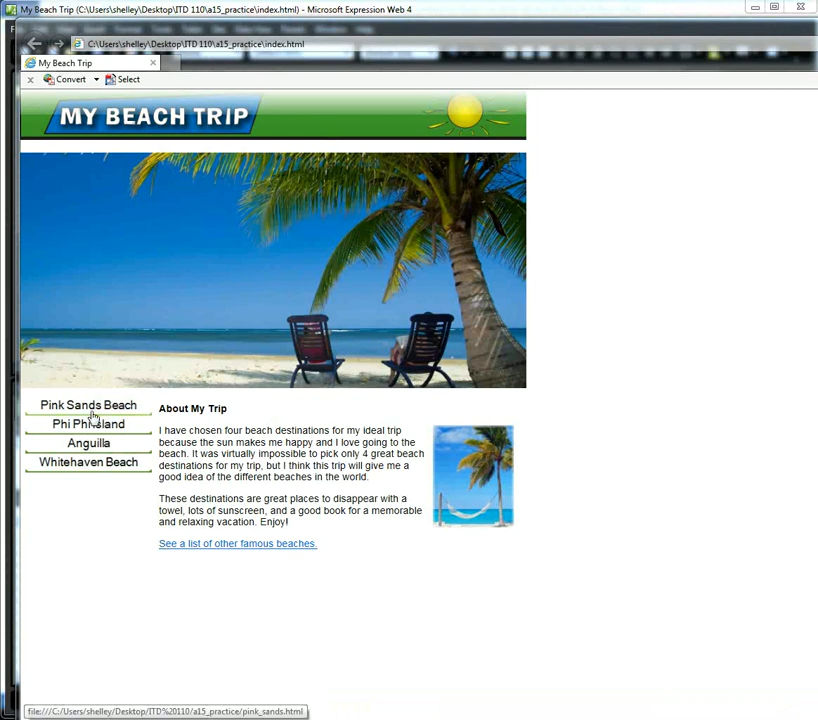 My Beach Trip (C:\Users\shelley\Desktop\ITD 110\a15_practice\index.html) - Microsoft Expression Web 4
C:\Users\shelley\Desktop\ITD 110\a15_practice\index.html
My Beach Trip
Convert
Select
MY BEACH TRIP
Pink Sands Beach
Phi Phi Island
Anguilla
Whitehaven Beach
About My Trip
I have chosen four beach destinations for my ideal trip
because the sun makes me happy and I love going to the
beach. It was virtually impossible to pick only 4 great beach
destinations for my trip, but I think this trip will give me a
good idea of the different beaches in the world.
These destinations are great places to disappear with a
towel, lots of sunscreen, and a good book for a memorable
and relaxing vacation. Enjoy!
See a list of other famous beaches.
file:///C:/Users/shelley/Desktop/ITD%20110/a15_practice/pink_sands.html